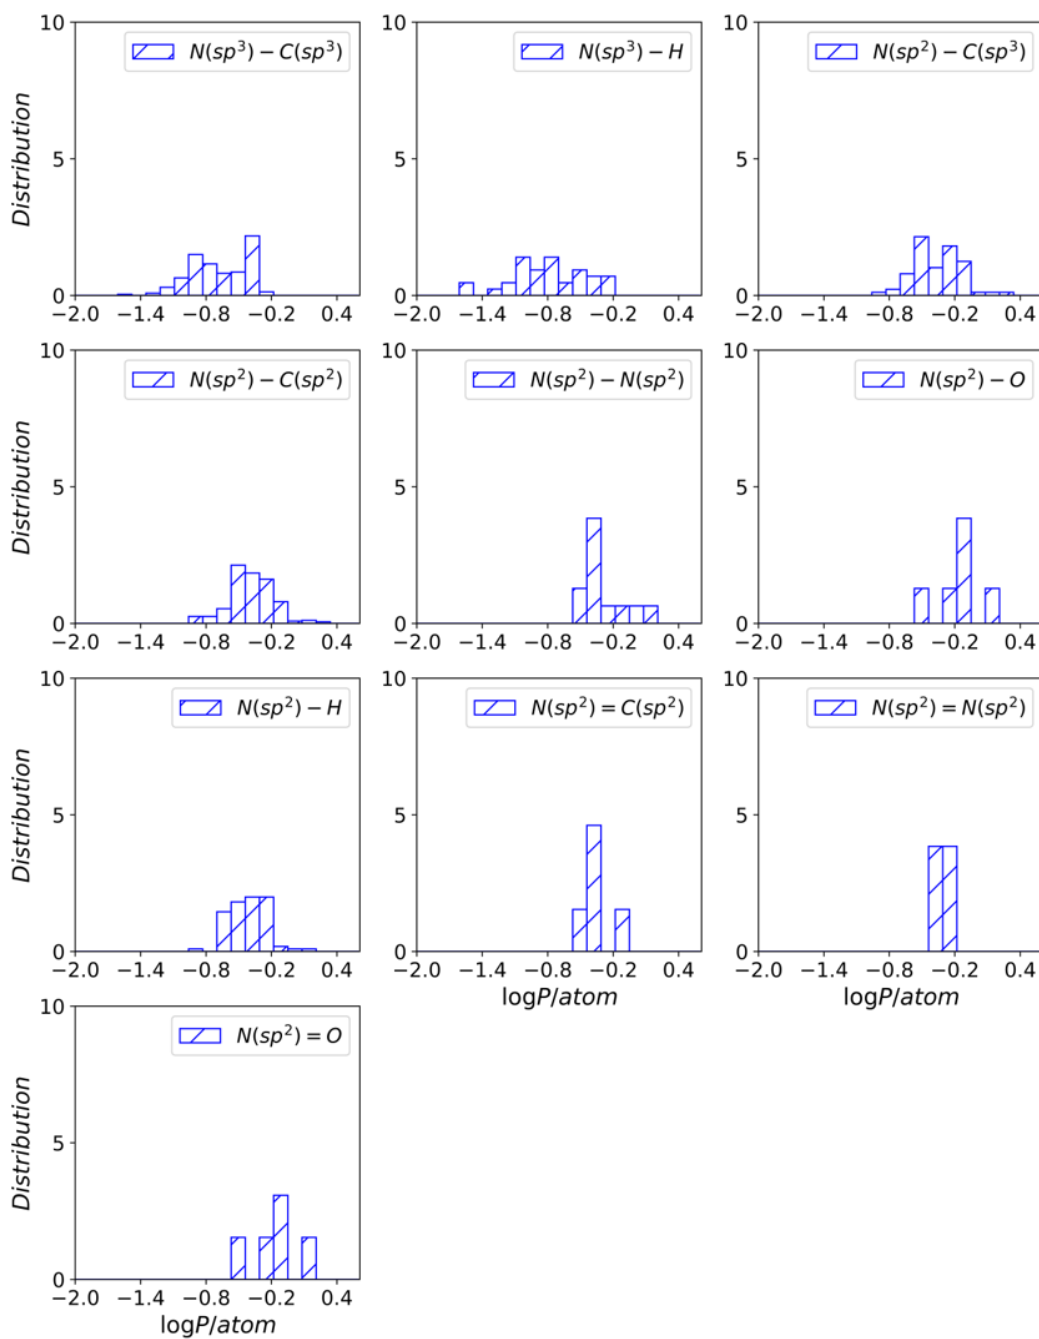 10
N(sp³) − C(sp³)
Distribution
5
0
−2.0 −1.4 −0.8 −0.2 0.4
10
N(sp³) − H
5
0
−2.0 −1.4 −0.8 −0.2 0.4
10
N(sp²) − C(sp³)
5
0
−2.0 −1.4 −0.8 −0.2 0.4
10
N(sp²) − C(sp²)
Distribution
5
0
−2.0 −1.4 −0.8 −0.2 0.4
10
N(sp²) − N(sp²)
5
0
−2.0 −1.4 −0.8 −0.2 0.4
10
N(sp²) − O
5
0
−2.0 −1.4 −0.8 −0.2 0.4
10
N(sp²) − H
Distribution
5
0
−2.0 −1.4 −0.8 −0.2 0.4
10
N(sp²) = C(sp²)
5
0
−2.0 −1.4 −0.8 −0.2 0.4
logP/atom
10
N(sp²) = N(sp²)
5
0
−2.0 −1.4 −0.8 −0.2 0.4
logP/atom
10
N(sp²) = O
Distribution
5
0
−2.0 −1.4 −0.8 −0.2 0.4
logP/atom